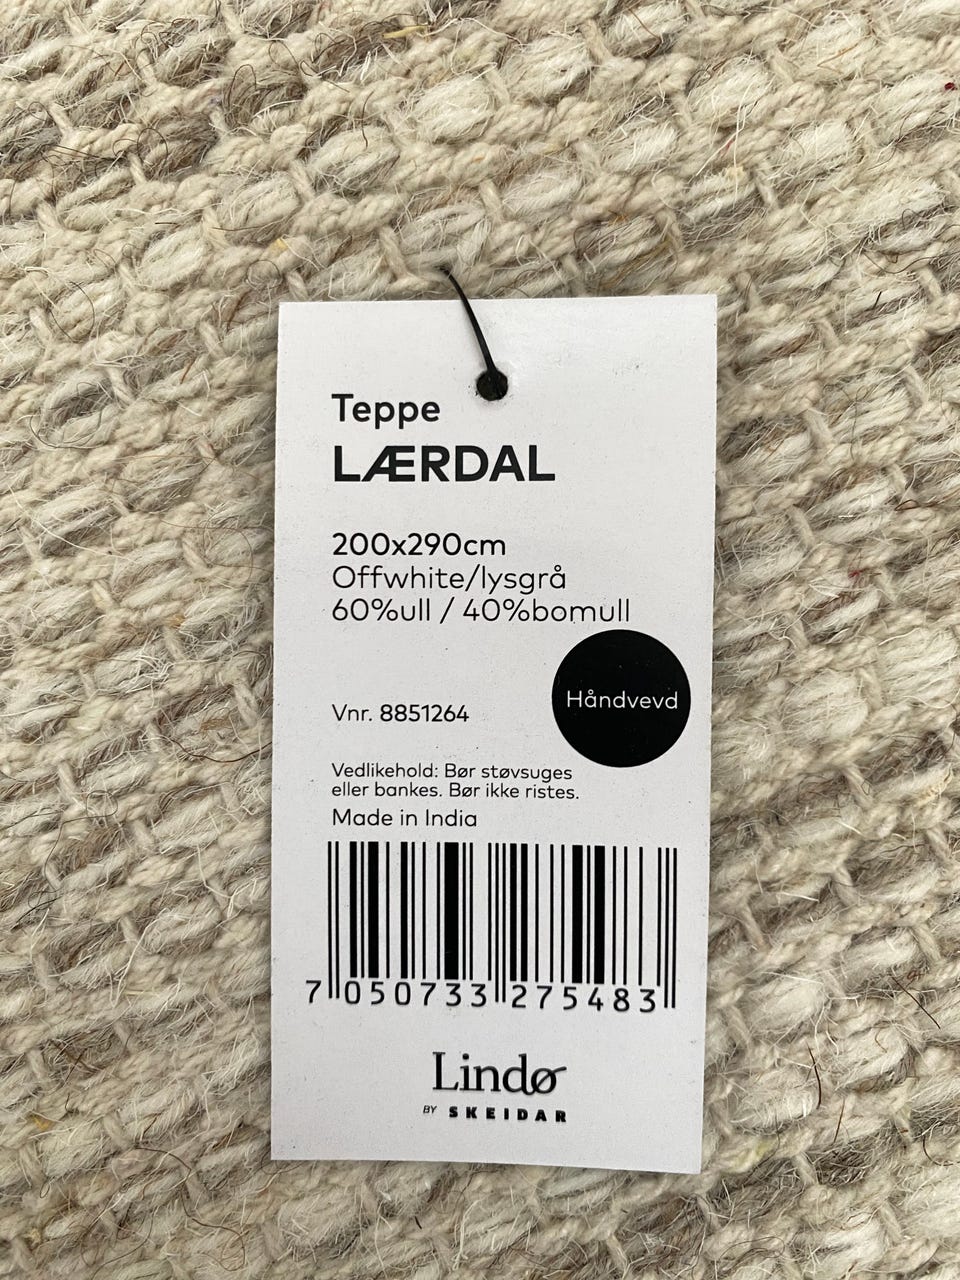 Teppe
LÆRDAL
200x290cm
Offwhite/lysgrå
60%ull / 40%bomull
Håndvevd
Vnr. 8851264
Vedlikehold: Bør støvsuges
eller bankes. Bør ikke ristes.
Made in India
7 050733 275483
Lindø
BY SKEIDAR